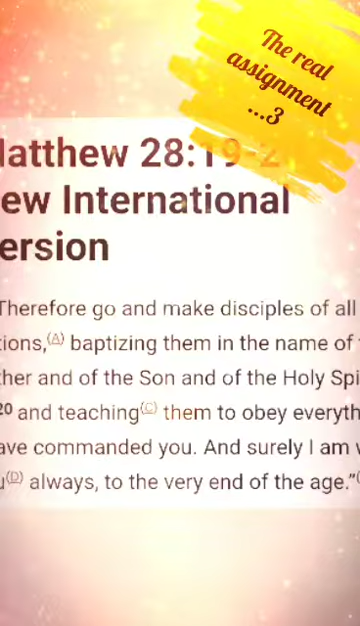 The real
assignment
...3
atthew 28:19-2
ew International
ersion
Therefore go and make disciples of all
tions,(A) baptizing them in the name of
ther and of the Son and of the Holy Spi
20 and teaching(C) them to obey everyth
ave commanded you. And surely I am
u(D) always, to the very end of the age.”